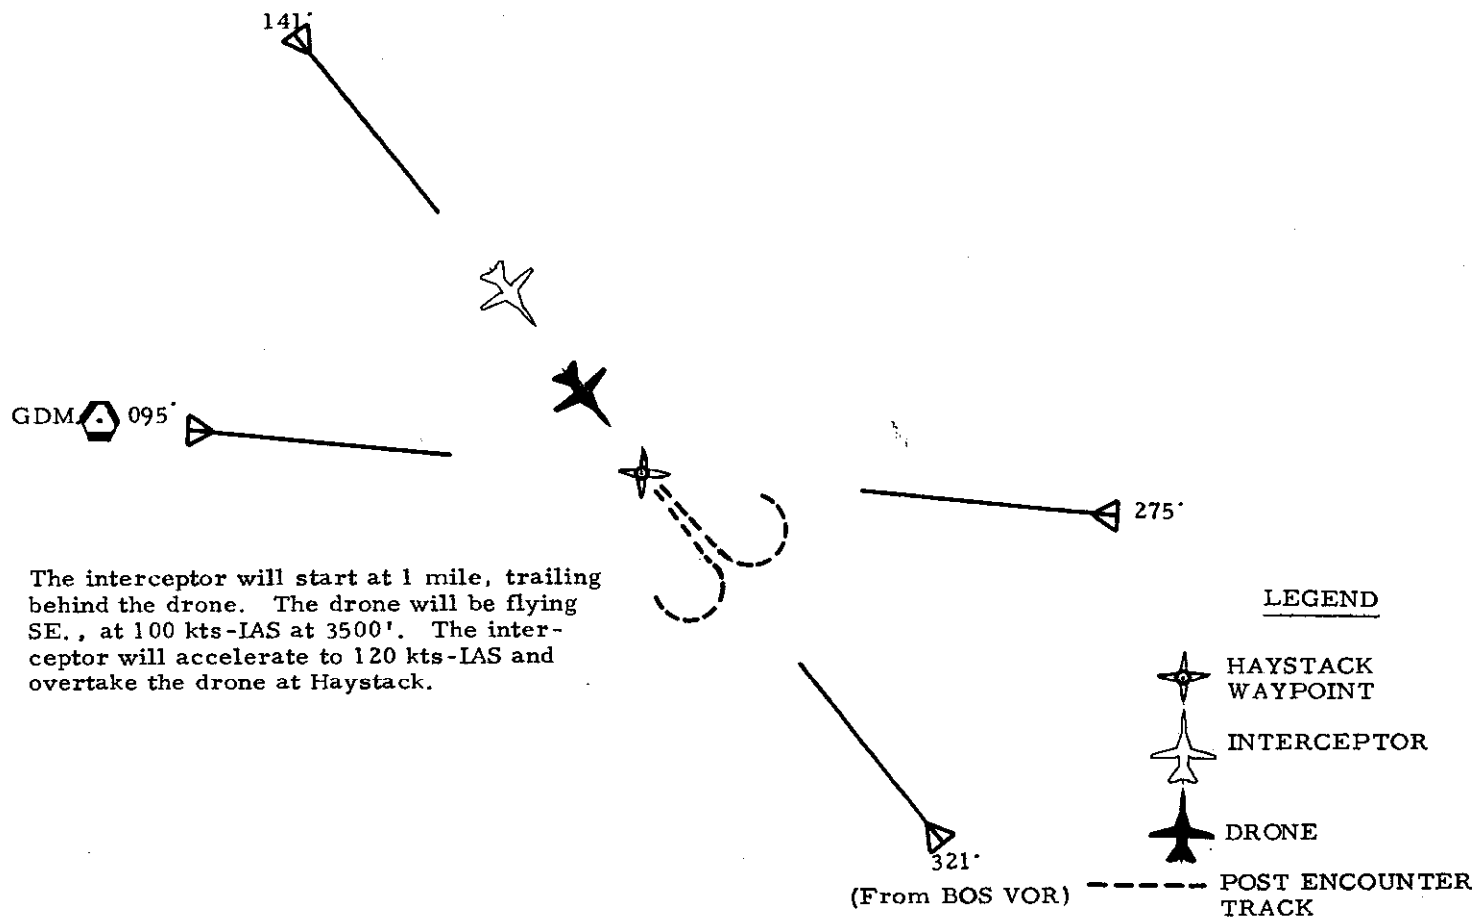 141°
GDM 095°
275°
The interceptor will start at 1 mile, trailing
behind the drone. The drone will be flying
SE., at 100 kts-IAS at 3500'. The inter-
ceptor will accelerate to 120 kts-IAS and
overtake the drone at Haystack.
321°
(From BOS VOR)
LEGEND
HAYSTACK
WAYPOINT
INTERCEPTOR
DRONE
POST ENCOUNTER
TRACK